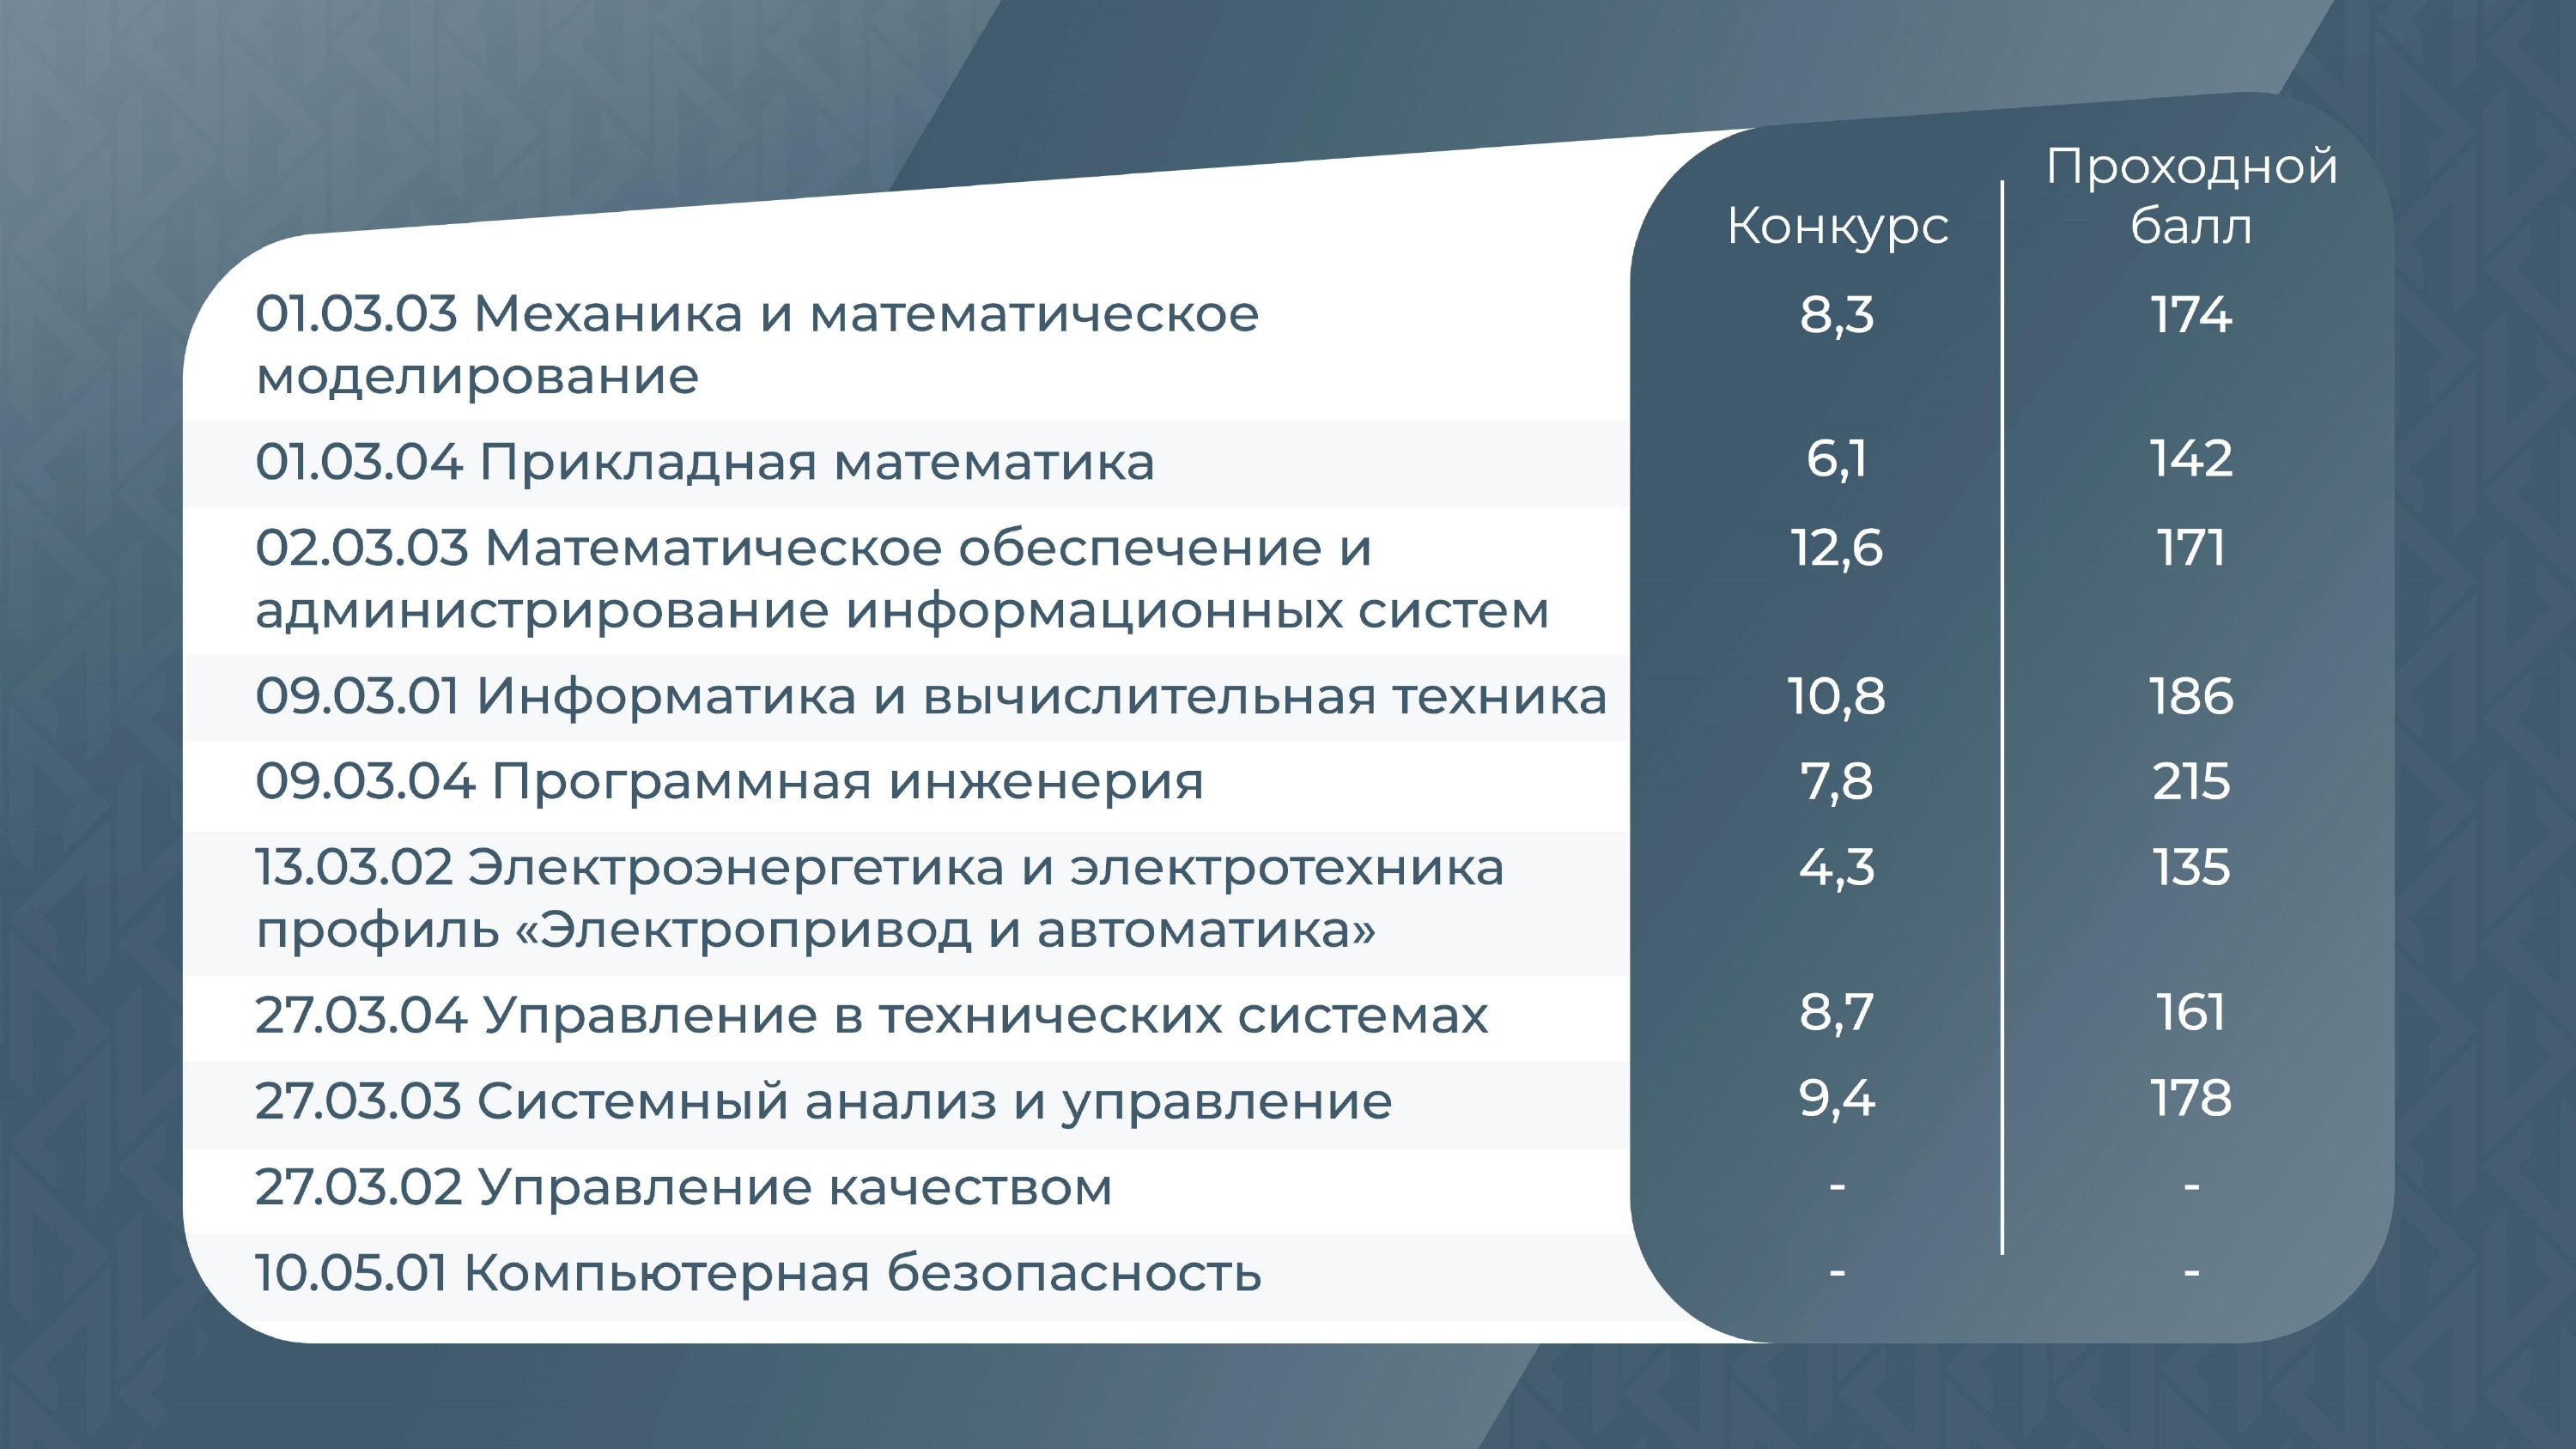 Конкурс
Проходной
балл
01.03.03 Механика и математическое
моделирование
8,3
174
01.03.04 Прикладная математика
6,1
142
02.03.03 Математическое обеспечение и
администрирование информационных систем
12,6
171
09.03.01 Информатика и вычислительная техника
10,8
186
09.03.04 Программная инженерия
7,8
215
13.03.02 Электроэнергетика и электротехника
профиль «Электропривод и автоматика»
4,3
135
27.03.04 Управление в технических системах
8,7
161
27.03.03 Системный анализ и управление
9,4
178
27.03.02 Управление качеством
-
-
10.05.01 Компьютерная безопасность
-
-